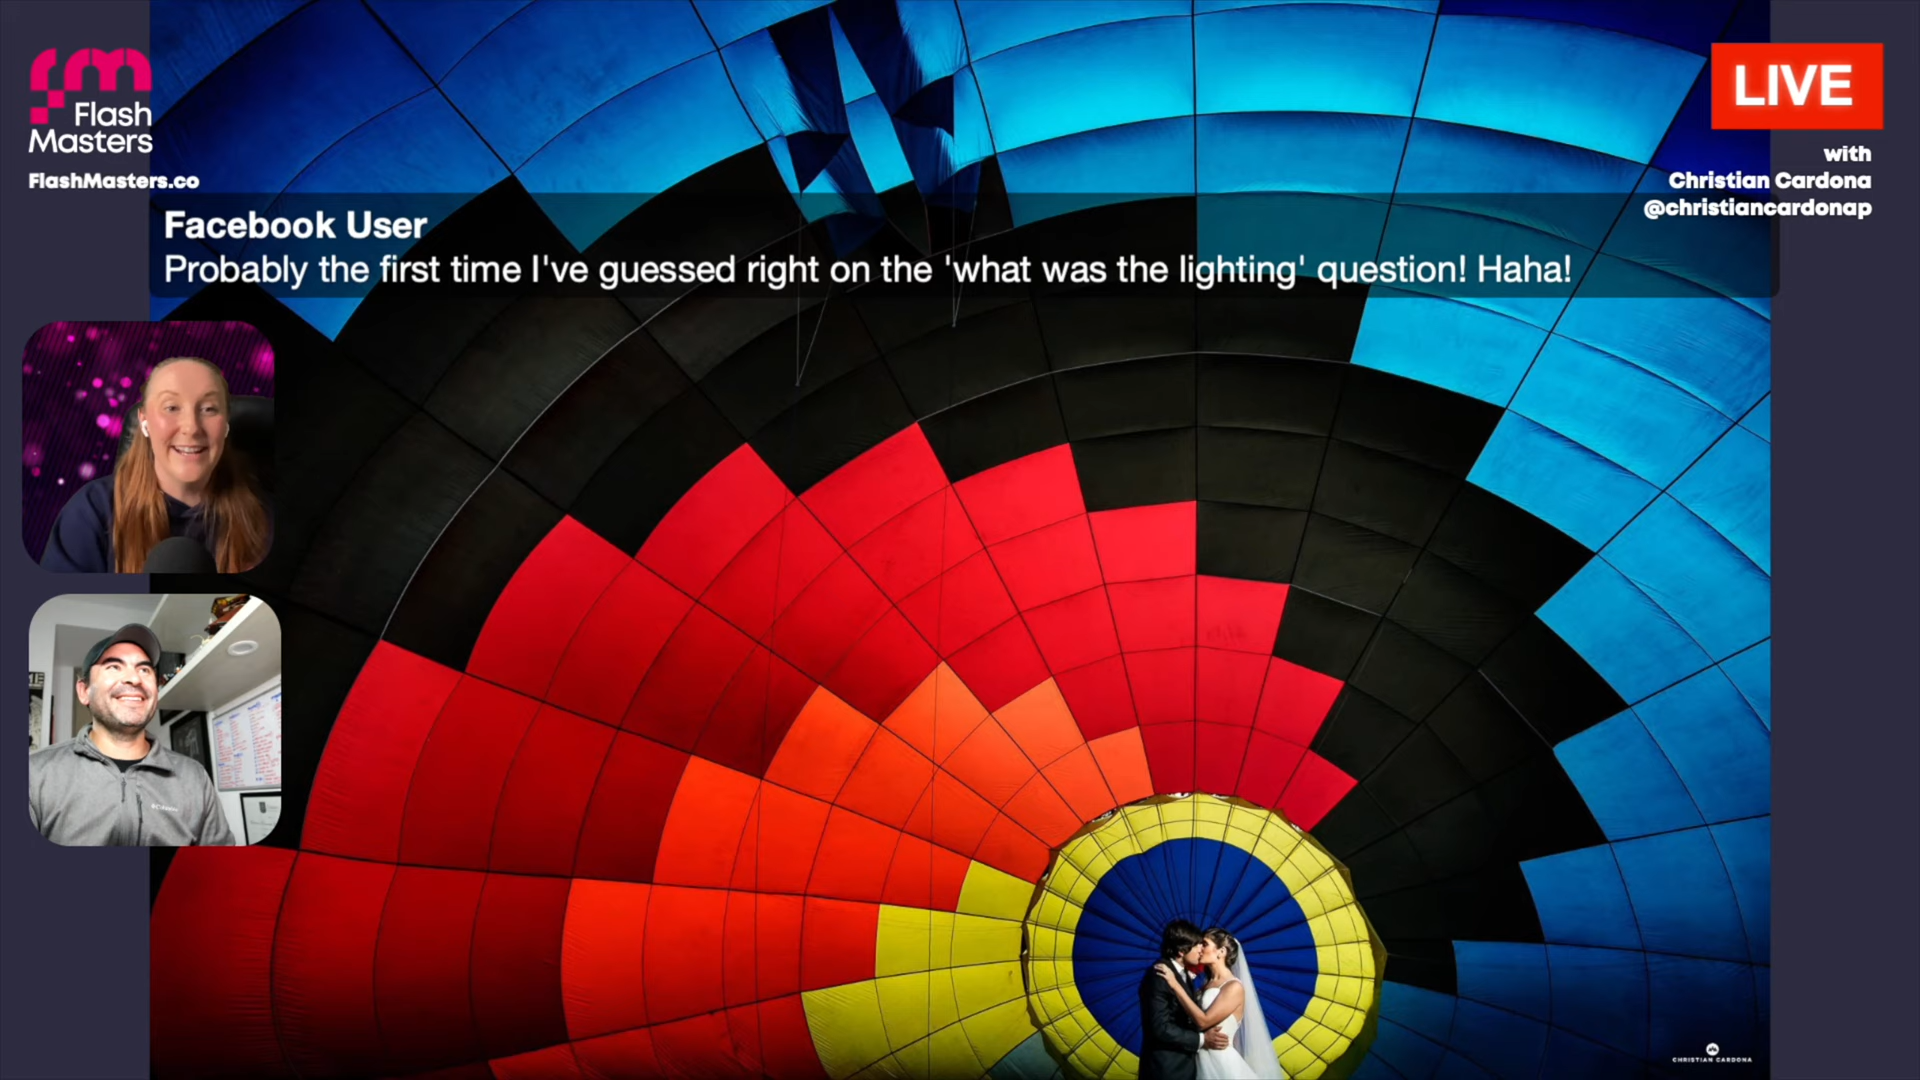 Flash
Masters
FlashMasters.co
LIVE
with
Christian Cardona
@christiancardonap
Facebook User
Probably the first time I've guessed right on the 'what was the lighting' question! Haha!
CHRISTIAN CARDONA